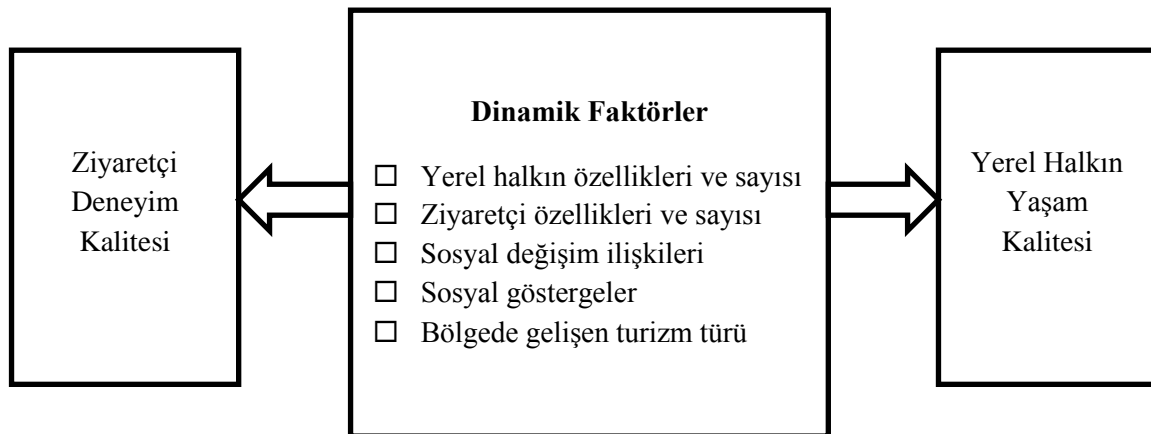 Ziyaretçi
Deneyim
Kalitesi
Dinamik Faktörler
☐ Yerel halkın özellikleri ve sayısı
☐ Ziyaretçi özellikleri ve sayısı
☐ Sosyal değişim ilişkileri
☐ Sosyal göstergeler
☐ Bölgede gelişen turizm türü
Yerel Halkın
Yaşam
Kalitesi